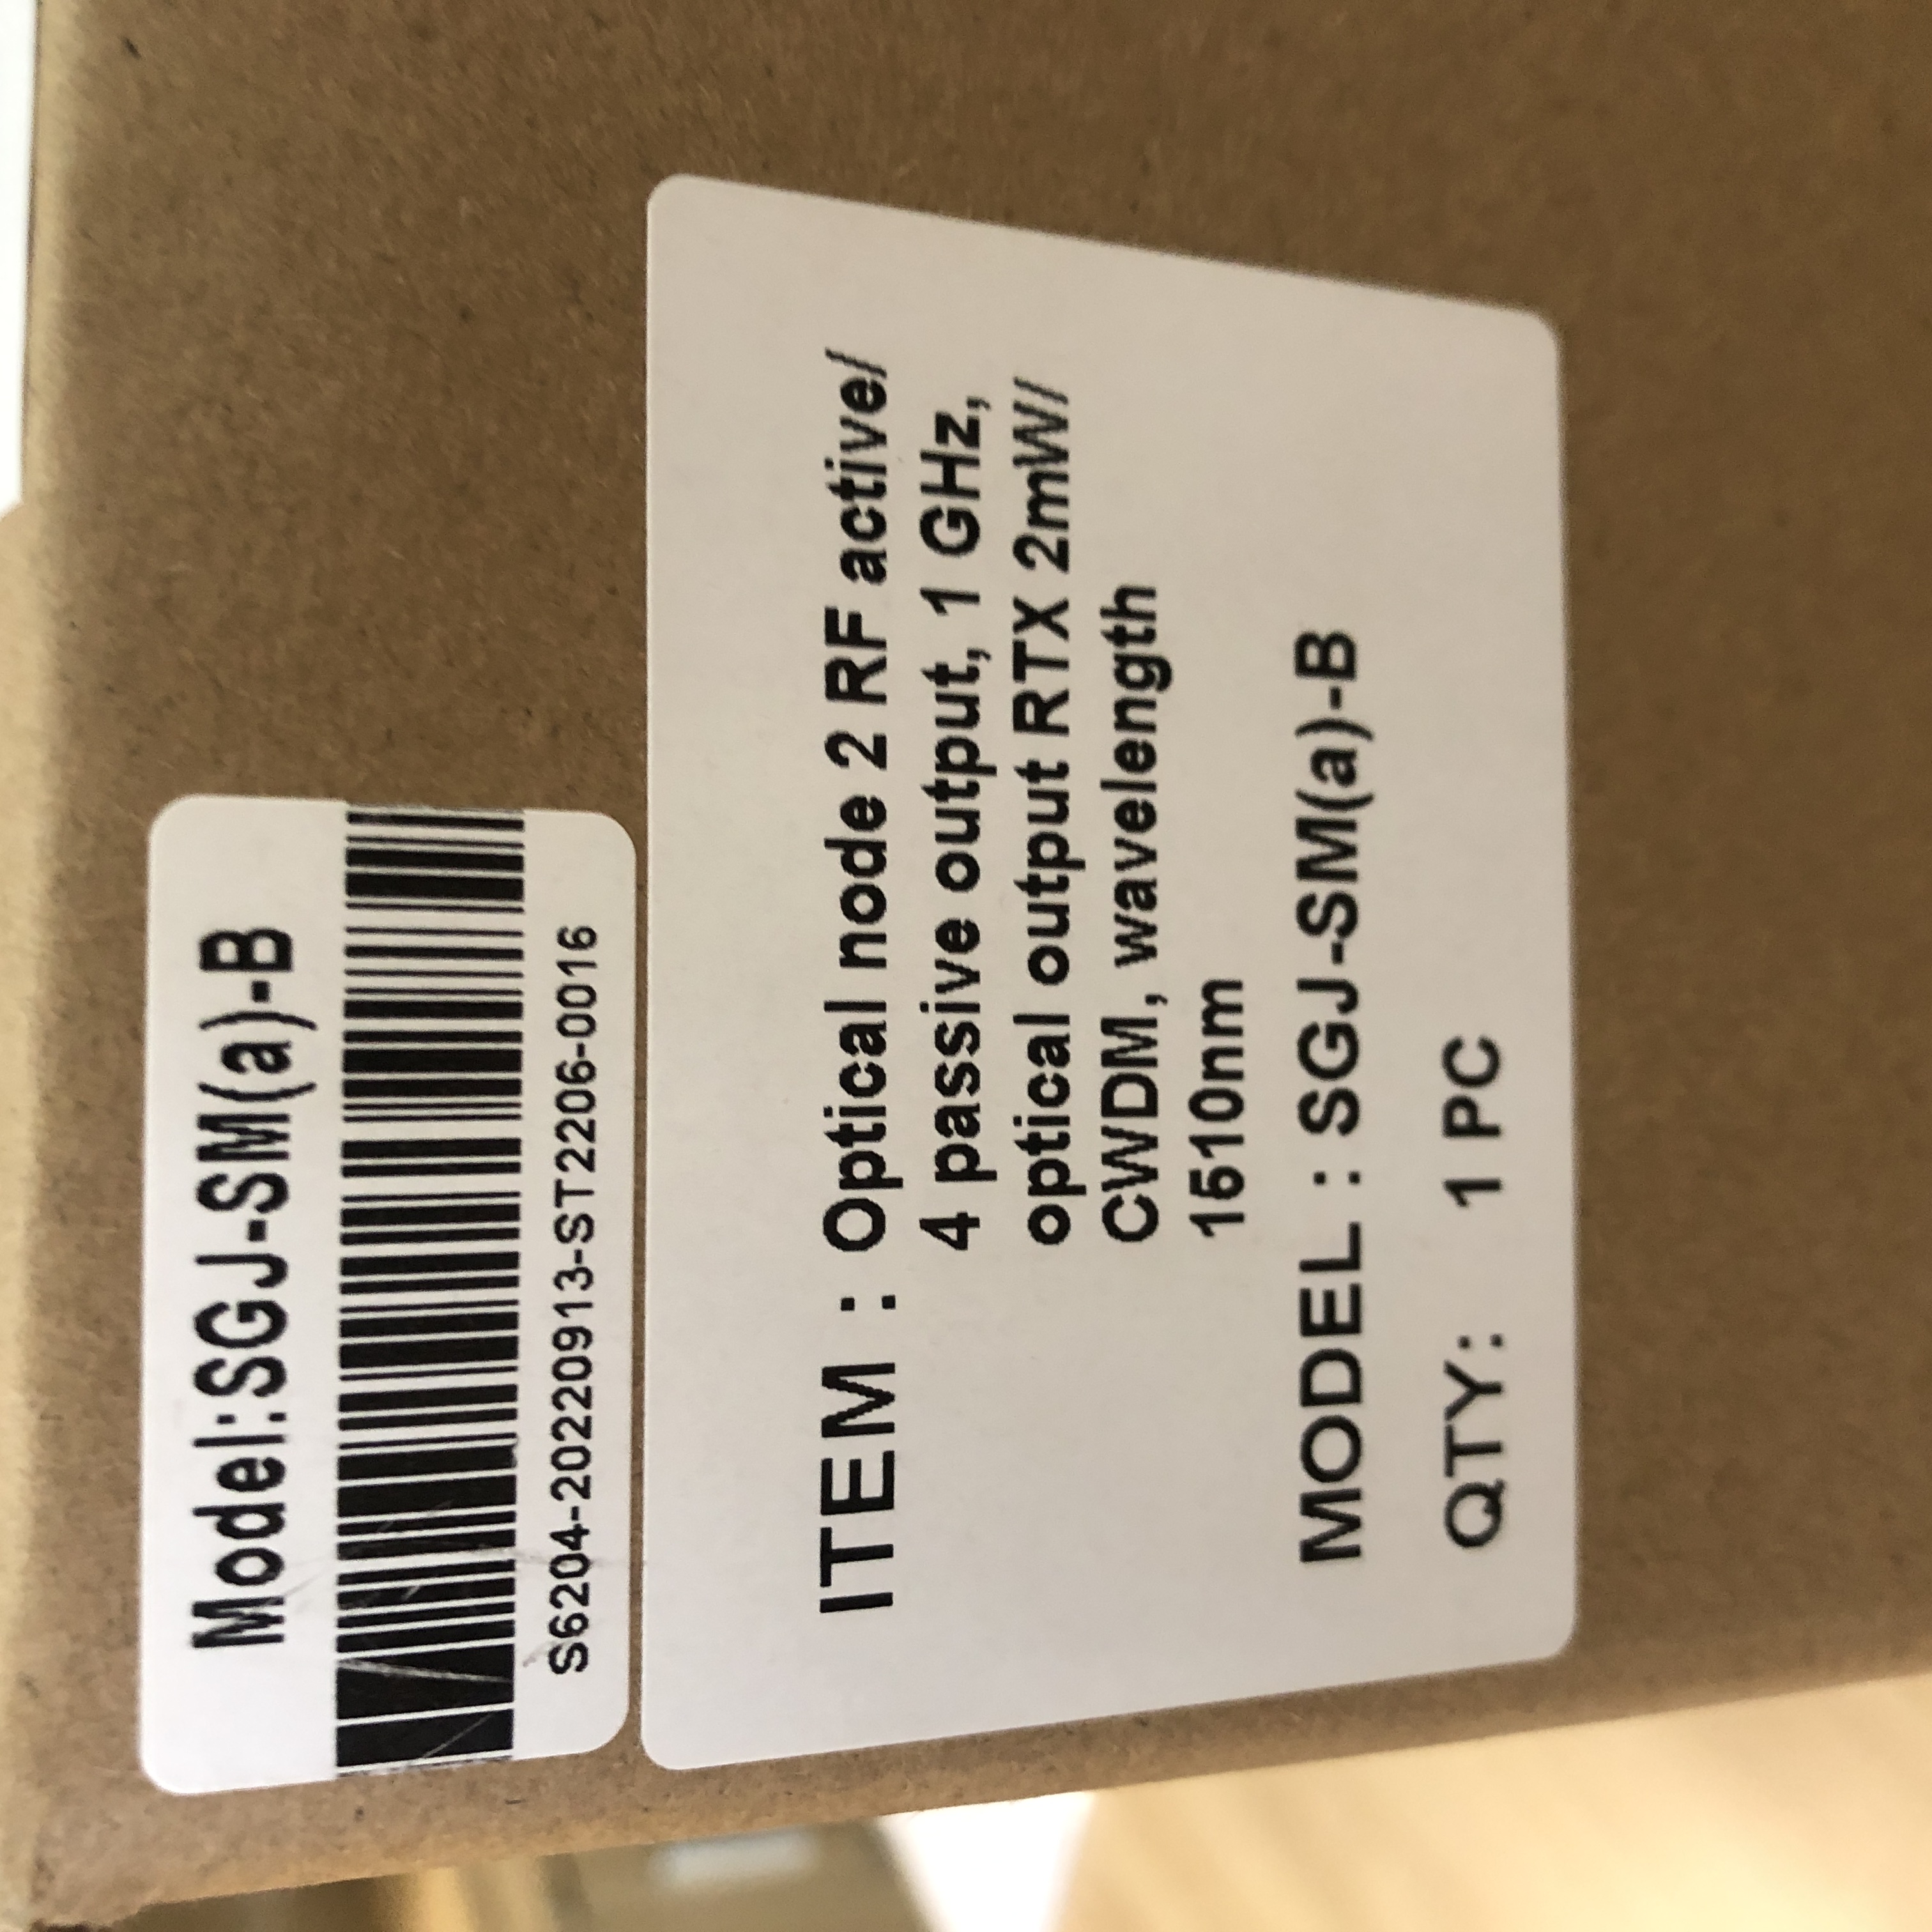 Model:SGJ-SM(a)-B
S6204-20220913-ST2206-0016
ITEM : Optical node 2 RF active/
4 passive output, 1 GHz,
optical output RTX 2mW/
CWDM, wavelength
1510nm
MODEL : SGJ-SM(a)-B
QTY: 1 PC